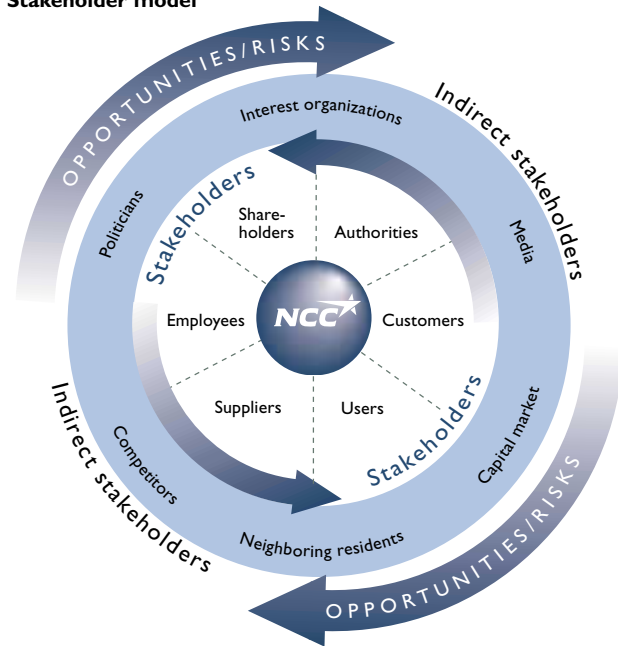 Stakeholder model
OPPORTUNITIES/RISKS
Indirect stakeholders
Interest organizations
Politicians
Media
Stakeholders
Share-
holders
Authorities
Employees
NCC
Customers
Suppliers
Users
Stakeholders
Capital market
Competitors
Indirect stakeholders
Neighboring residents
OPPORTUNITIES/RISKS